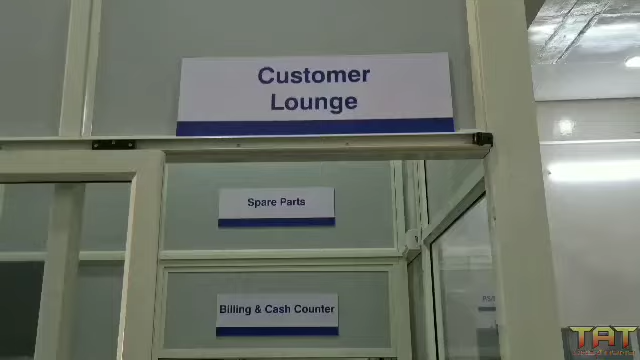 Customer
Lounge
Spare Parts
Billing & Cash Counter
TAT